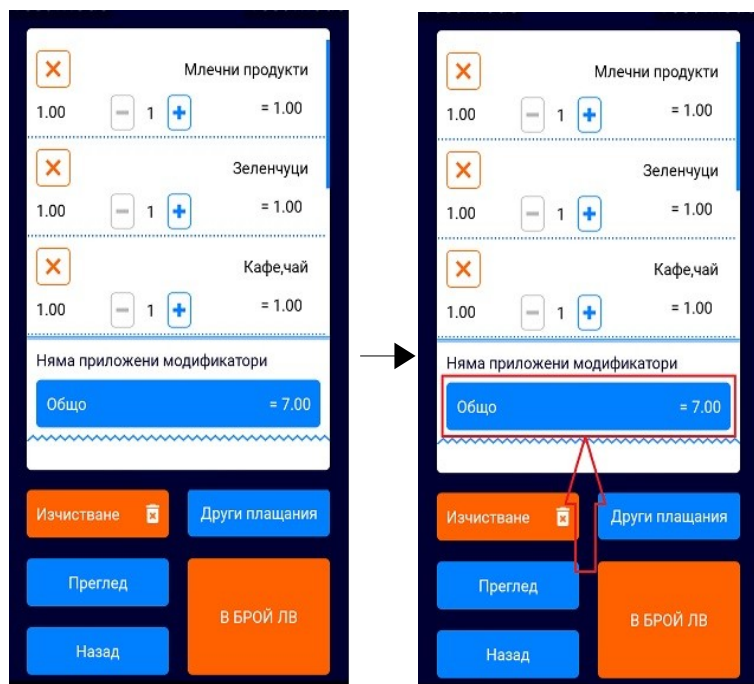 Млечни продукти
1.00 1 = 1.00
Зеленчуци
1.00 1 = 1.00
Кафе,чай
1.00 1 = 1.00
Няма приложени модификатори
Общо = 7.00
Изчистване Други плащания
Преглед
В БРОЙ ЛВ
Назад
Млечни продукти
1.00 1 = 1.00
Зеленчуци
1.00 1 = 1.00
Кафе,чай
1.00 1 = 1.00
Няма приложени модификатори
Общо = 7.00
Изчистване Други плащания
Преглед
В БРОЙ ЛВ
Назад